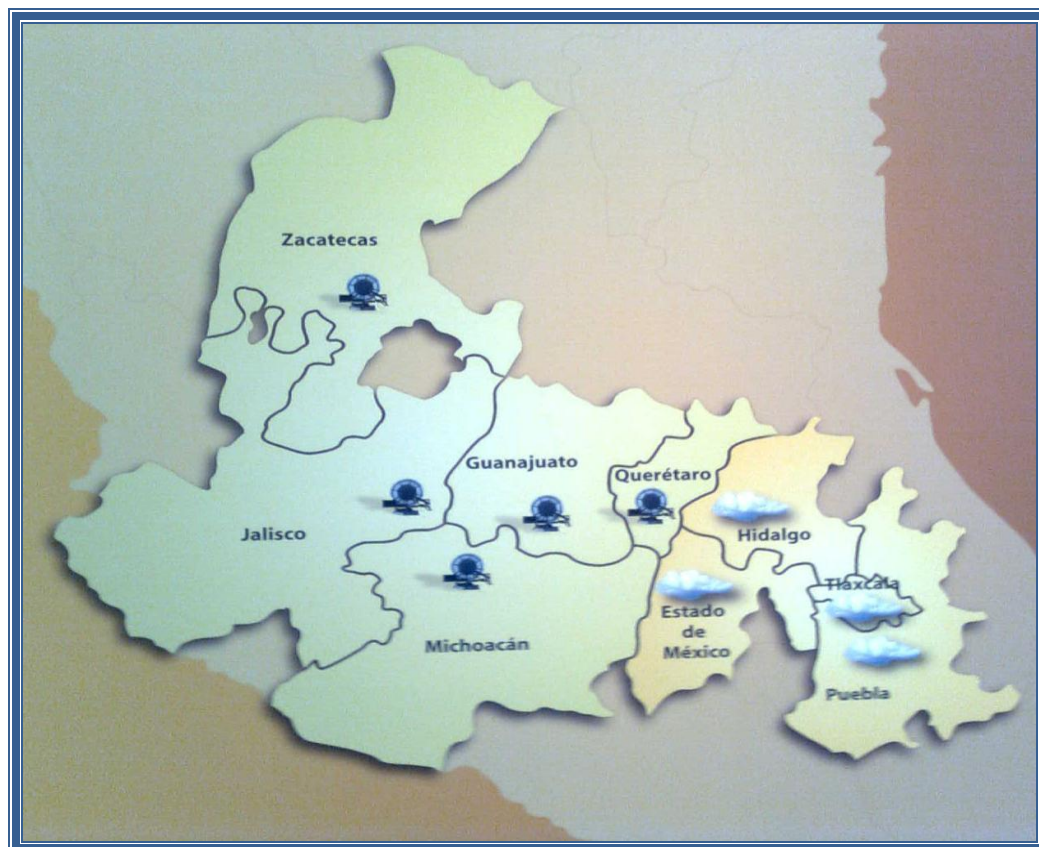 Zacatecas
Guanajuato
Querétaro
Jalisco
Hidalgo
Tlaxcala
Estado
de
México
Michoacán
Puebla